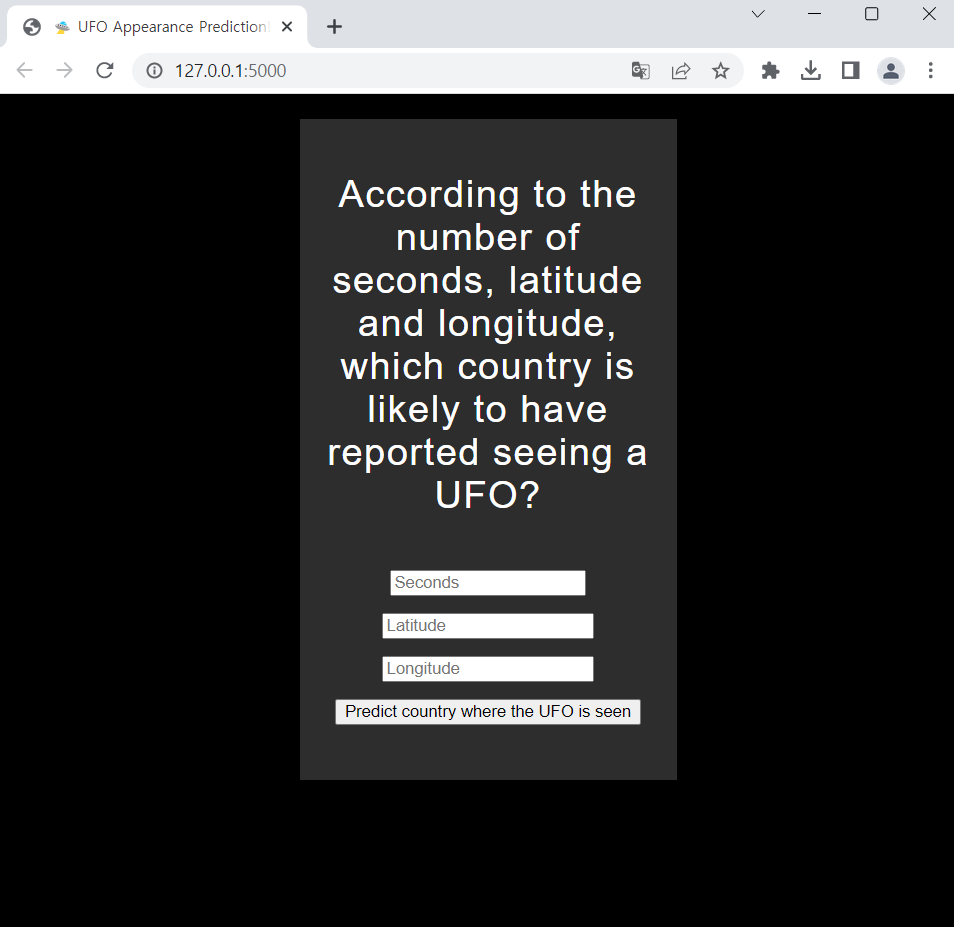 🛸 UFO Appearance Prediction!
127.0.0.1:5000
According to the
number of
seconds, latitude
and longitude,
which country is
likely to have
reported seeing a
UFO?
Seconds
Latitude
Longitude
Predict country where the UFO is seen